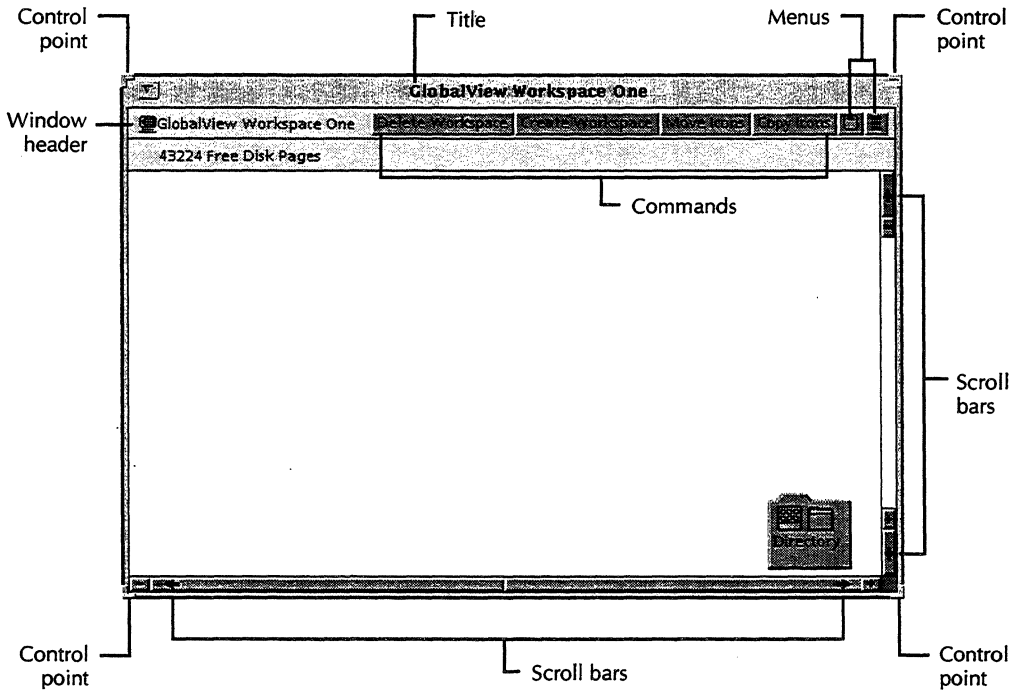 Control
point
Title
Menus
Control
point
GlobalView Workspace One
Window
header
GlobalView Workspace One
Delete Workspace
Create Workspace
Move Icons
Copy Icons
43224 Free Disk Pages
Commands
Scroll
bars
Directory
Control
point
Scroll bars
Control
point